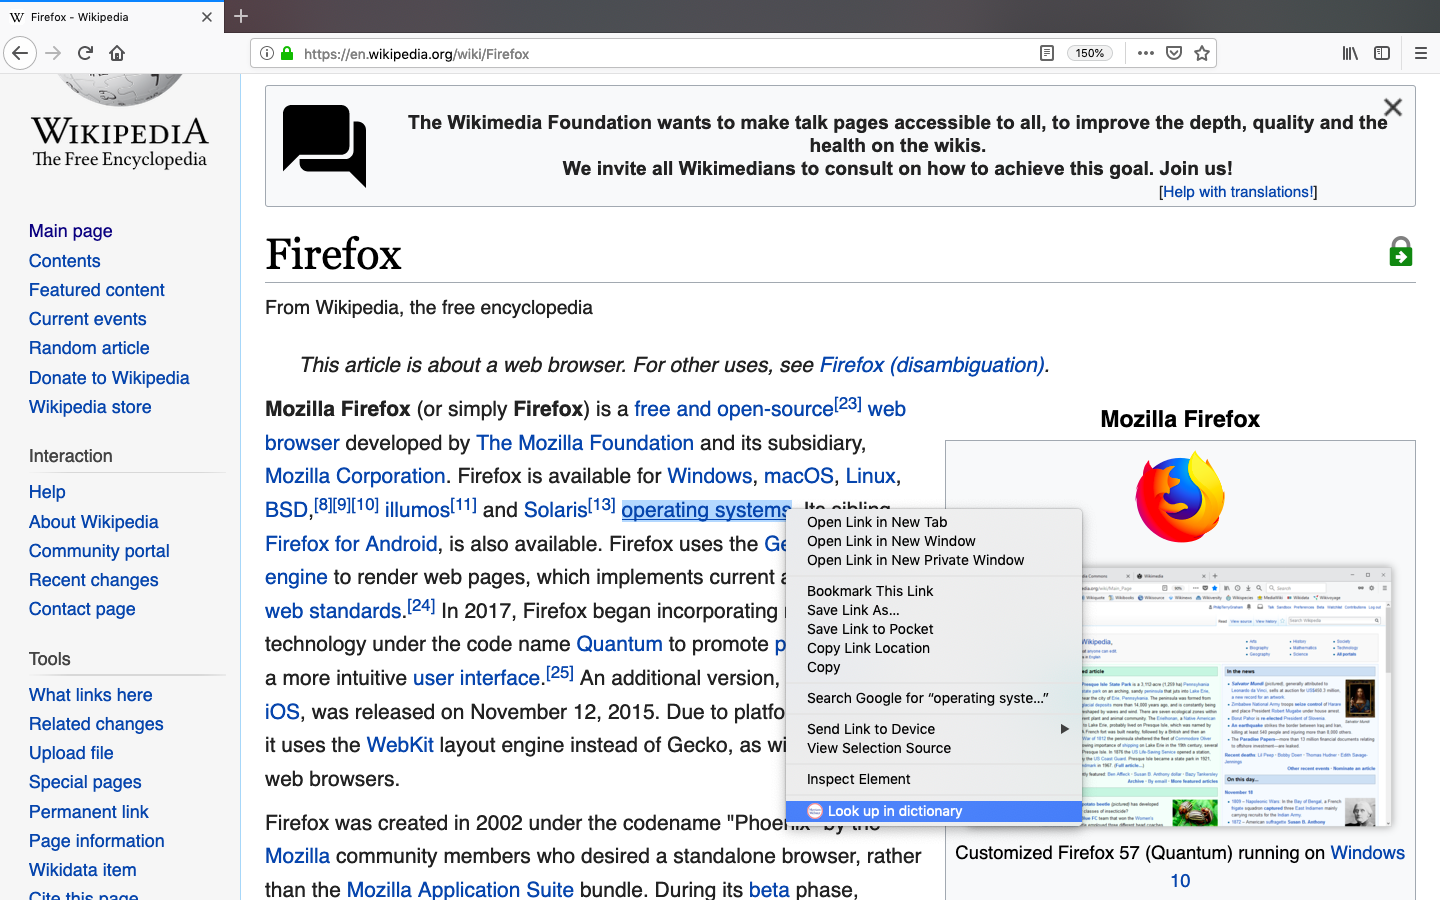 Firefox - Wikipedia
https://en.wikipedia.org/wiki/Firefox
150%
WIKIPEDIA
The Free Encyclopedia
Main page
Contents
Featured content
Current events
Random article
Donate to Wikipedia
Wikipedia store
Interaction
Help
About Wikipedia
Community portal
Recent changes
Contact page
Tools
What links here
Related changes
Upload file
Special pages
Permanent link
Page information
Wikidata item
Cite this page
The Wikimedia Foundation wants to make talk pages accessible to all, to improve the depth, quality and the
health on the wikis.
We invite all Wikimedians to consult on how to achieve this goal. Join us!
[Help with translations!]
Firefox
From Wikipedia, the free encyclopedia
This article is about a web browser. For other uses, see Firefox (disambiguation).
Mozilla Firefox (or simply Firefox) is a free and open-source[23] web
browser developed by The Mozilla Foundation and its subsidiary,
Mozilla Corporation. Firefox is available for Windows, macOS, Linux,
BSD,[8][9][10] illumos[11] and Solaris[13] operating systems. Its sibling,
Firefox for Android, is also available. Firefox uses the Ge
engine to render web pages, which implements current a
web standards.[24] In 2017, Firefox began incorporating
technology under the code name Quantum to promote p
a more intuitive user interface.[25] An additional version,
iOS, was released on November 12, 2015. Due to platfo
it uses the WebKit layout engine instead of Gecko, as wi
web browsers.
Firefox was created in 2002 under the codename "Phoenix" by the
Mozilla community members who desired a standalone browser, rather
than the Mozilla Application Suite bundle. During its beta phase,
Open Link in New Tab
Open Link in New Window
Open Link in New Private Window
Bookmark This Link
Save Link As...
Save Link to Pocket
Copy Link Location
Copy
Search Google for “operating syste...”
Send Link to Device
View Selection Source
Inspect Element
Look up in dictionary
Mozilla Firefox
In the news
On this day...
Customized Firefox 57 (Quantum) running on Windows
10